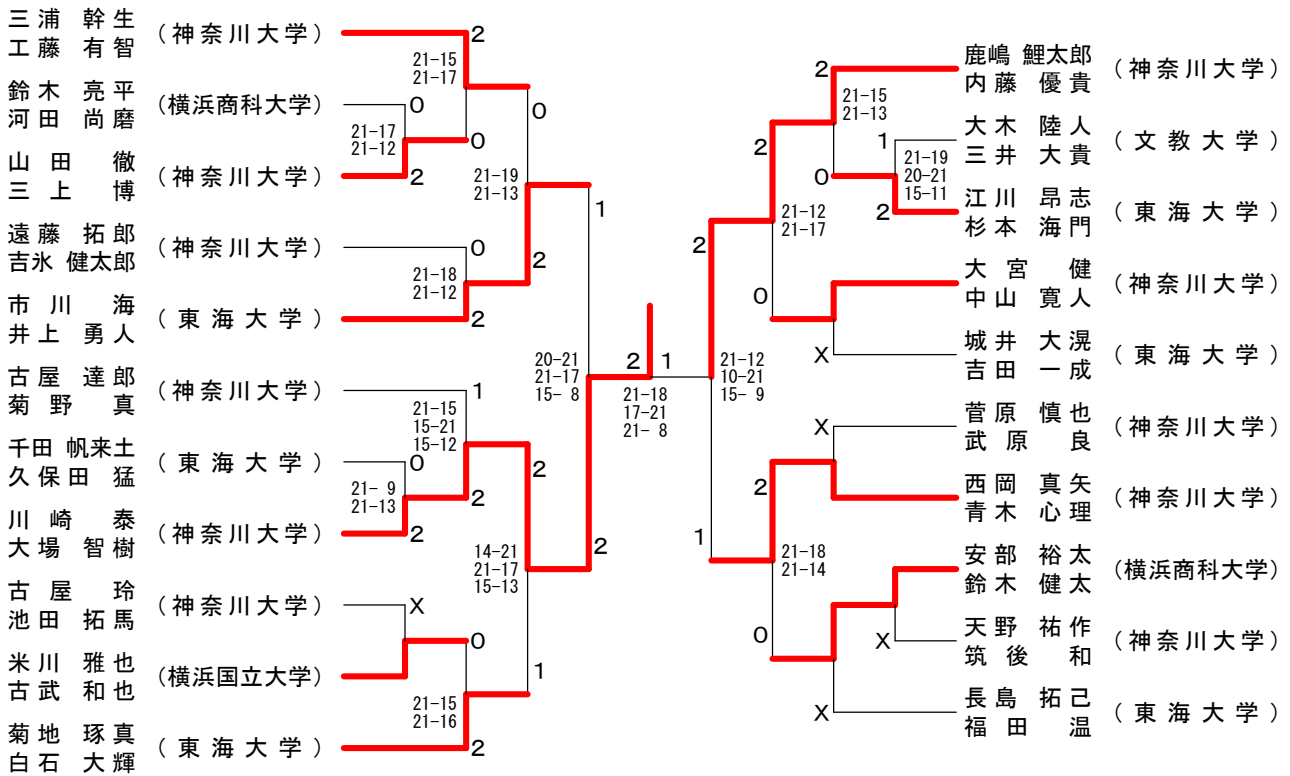 三浦 幹生
工藤 有智
(神奈川大学)
2
21-15
21-17
鈴木 亮平
河田 尚磨
(横浜商科大学)
0
21-17
21-12
0
山田 徹
三上 博
(神奈川大学)
2
0
21-19
21-13
遠藤 拓郎
吉氷 健太郎
(神奈川大学)
0
21-18
21-12
2
市川 海
井上 勇人
(東海大学)
2
1
20-21
21-17
15- 8
古屋 達郎
菊野 真
(神奈川大学)
1
21-15
15-21
15-12
千田 帆来土
久保田 猛
(東海大学)
0
21- 9
21-13
2
2
川崎 泰
大場 智樹
(神奈川大学)
2
14-21
21-17
15-13
2
古屋 玲
池田 拓馬
(神奈川大学)
X
0
米川 雅也
古武 和也
(横浜国立大学)
21-15
21-16
1
菊地 琢真
白石 大輝
(東海大学)
2
2 1
21-18
17-21
21- 8
2
鹿嶋 鯉太郎
内藤 優貴
(神奈川大学)
21-15
21-13
2
1
大木 陸人
三井 大貴
(文教大学)
21-19
20-21
15-11
0
2
江川 昂志
杉本 海門
(東海大学)
21-12
21-17
2
0
大宮 健
中山 寛人
(神奈川大学)
X
城井 大滉
吉田 一成
(東海大学)
21-12
10-21
15- 9
X
菅原 慎也
武原 良
(神奈川大学)
2
西岡 真矢
青木 心理
(神奈川大学)
1
21-18
21-14
安部 裕太
鈴木 健太
(横浜商科大学)
0
X
天野 祐作
筑後 和
(神奈川大学)
X
長島 拓己
福田 温
(東海大学)